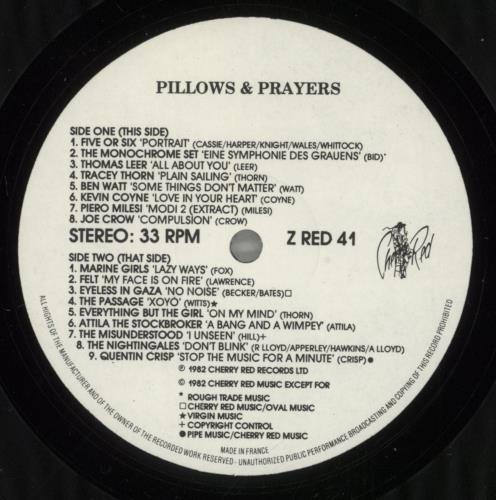 PILLOWS & PRAYERS
SIDE ONE (THIS SIDE)
1. FIVE OR SIX 'PORTRAIT' (CASSIE/HARPER/KNIGHT/WALES/WHITTOCK)
2. THE MONOCHROME SET 'EINE SYMPHONIE DES GRAUENS' (BID)*
3. THOMAS LEER 'ALL ABOUT YOU' (LEER)
4. TRACEY THORN 'PLAIN SAILING' (THORN)
5. BEN WATT 'SOME THINGS DON'T MATTER' (WATT)
6. KEVIN COYNE 'LOVE IN YOUR HEART' (COYNE)
7. PIERO MILESI 'MODI 2 (EXTRACT) (MILESI)
8. JOE CROW 'COMPULSION' (CROW)
STEREO: 33 RPM Z RED 41
Cherry Red
SIDE TWO (THAT SIDE)
1. MARINE GIRLS 'LAZY WAYS' (FOX)
2. FELT 'MY FACE IS ON FIRE' (LAWRENCE)
3. EYELESS IN GAZA 'NO NOISE' (BECKER/BATES)□
4. THE PASSAGE 'XOYO' (WITTS)★
5. EVERYTHING BUT THE GIRL 'ON MY MIND' (THORN)
6. ATTILA THE STOCKBROKER 'A BANG AND A WIMPEY' (ATTILA)
7. THE MISUNDERSTOOD 'I UNSEEN' (HILL)+
8. THE NIGHTINGALES 'DON'T BLINK' (R LLOYD/APPERLEY/HAWKINS/A LLOYD)
9. QUENTIN CRISP 'STOP THE MUSIC FOR A MINUTE' (CRISP)●
℗ 1982 CHERRY RED RECORDS LTD
© 1982 CHERRY RED MUSIC EXCEPT FOR
* ROUGH TRADE MUSIC
□ CHERRY RED MUSIC/OVAL MUSIC
★ VIRGIN MUSIC
+ COPYRIGHT CONTROL
● PIPE MUSIC/CHERRY RED MUSIC
MADE IN FRANCE
ALL RIGHTS OF THE MANUFACTURER AND OF THE OWNER OF THE RECORDED WORK RESERVED - UNAUTHORIZED PUBLIC PERFORMANCE BROADCASTING AND COPYING OF THIS RECORD PROHIBITED